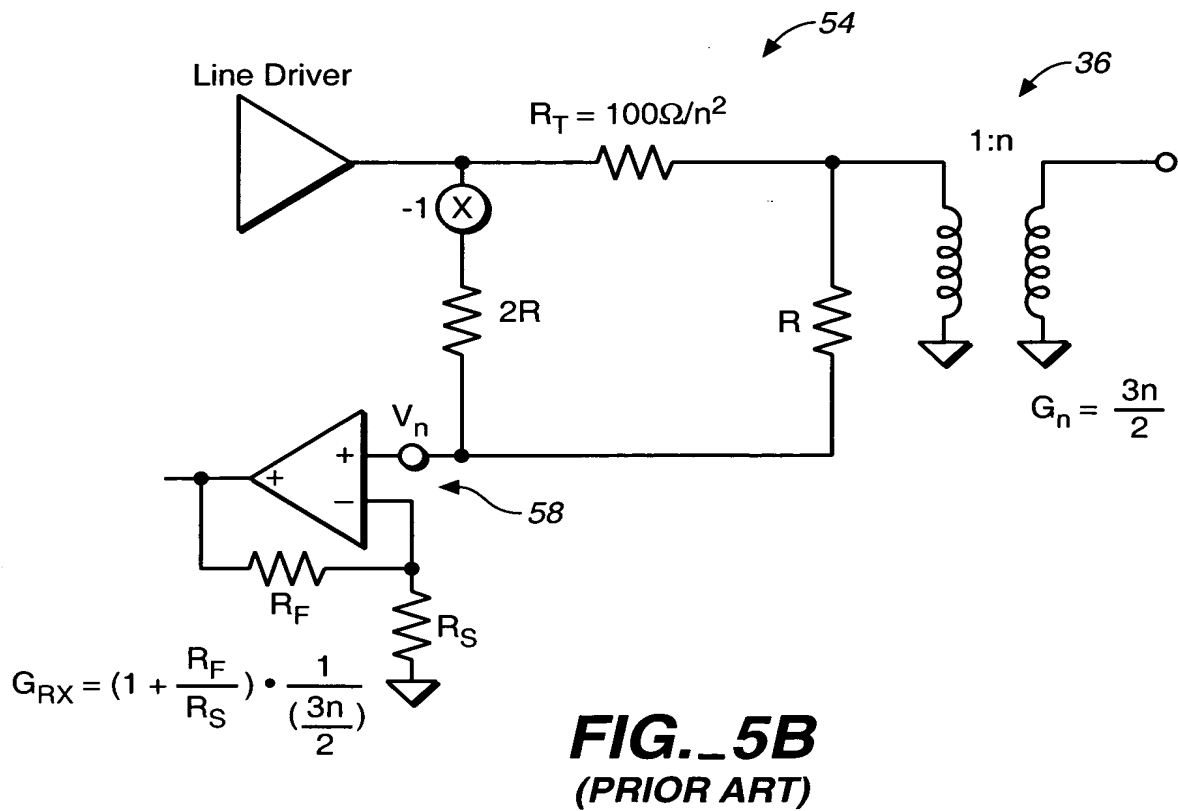 54
36
Line Driver
R_T = 100Ω/n²
1:n
-1 X
2R
R
G_n = 3n/2
V_n
+
−
+
58
R_F
R_S
G_RX = (1 + R_F/R_S) • 1/(3n/2)
FIG._5B
(PRIOR ART)